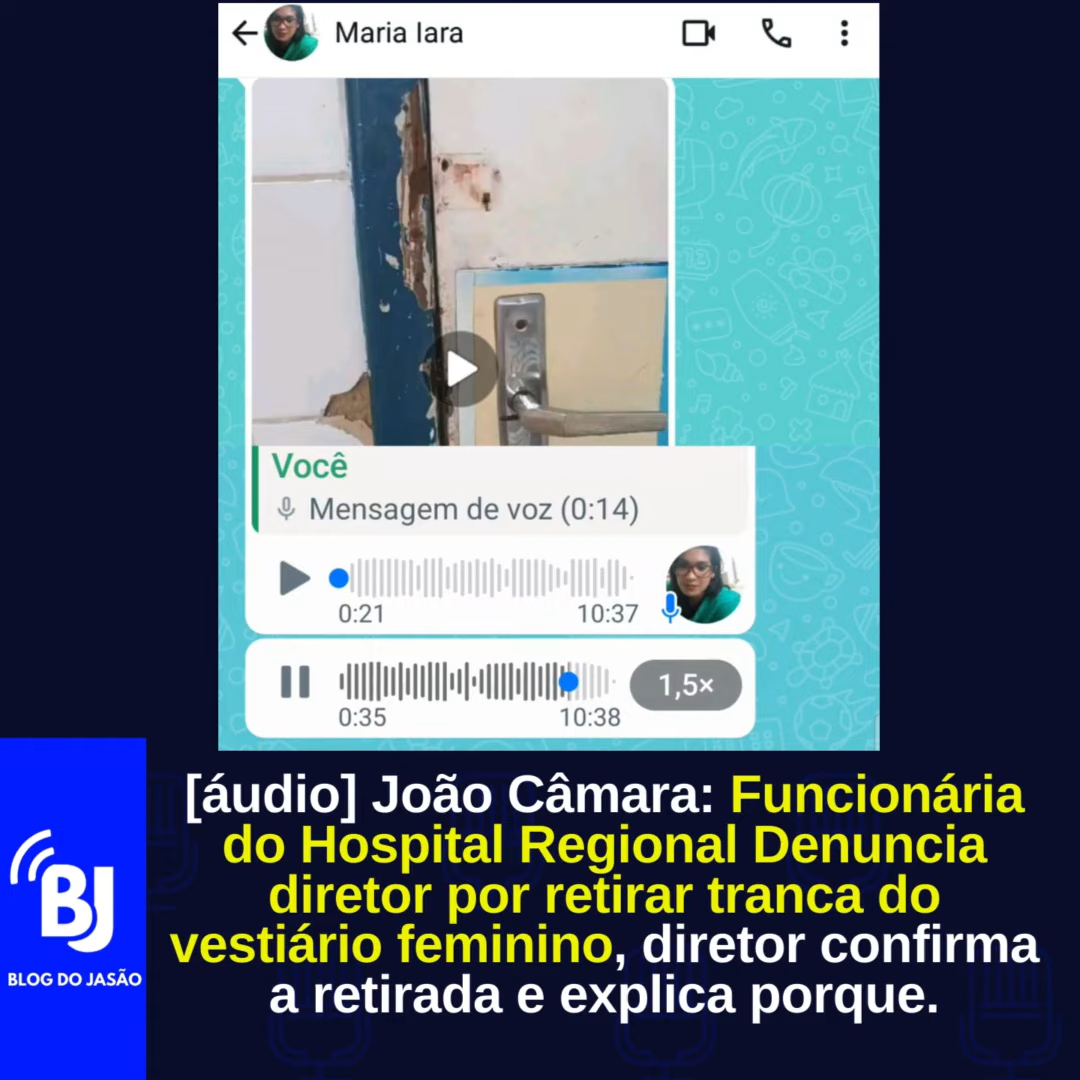 Maria Iara
Você
Mensagem de voz (0:14)
0:21 10:37
0:35 10:38
1,5×
[áudio] João Câmara: Funcionária
do Hospital Regional Denuncia
diretor por retirar tranca do
vestiário feminino, diretor confirma
a retirada e explica porque.
BJ
BLOG DO JASÃO